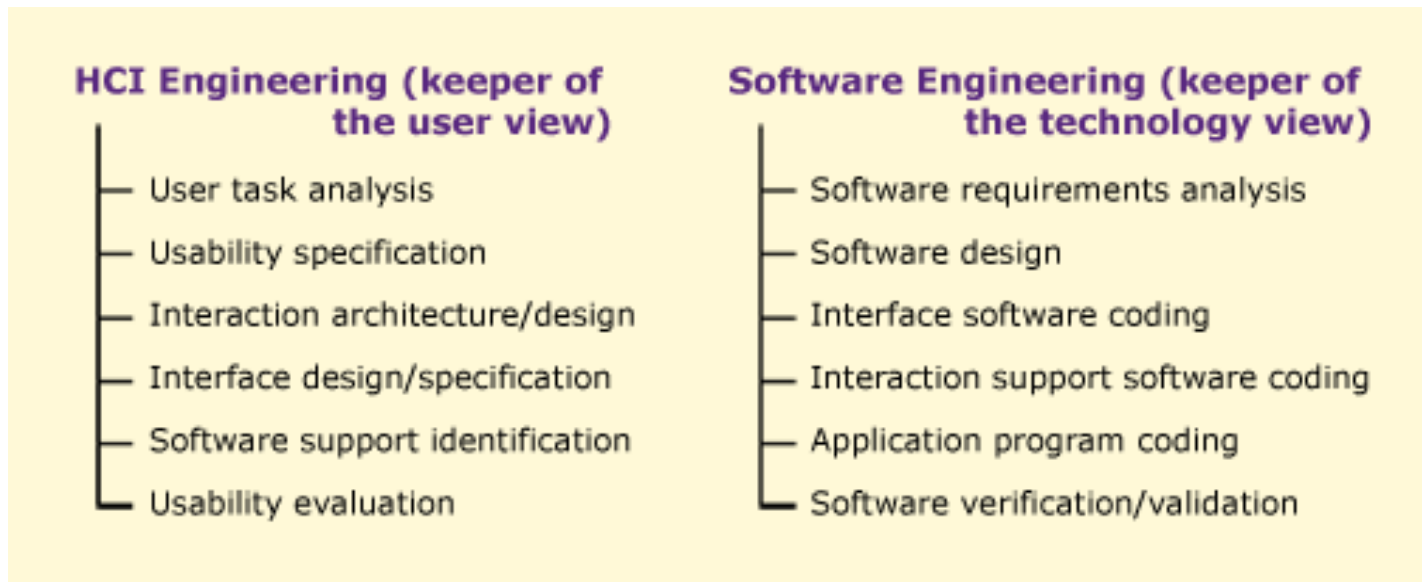 HCI Engineering (keeper of
the user view)
User task analysis
Usability specification
Interaction architecture/design
Interface design/specification
Software support identification
Usability evaluation
Software Engineering (keeper of
the technology view)
Software requirements analysis
Software design
Interface software coding
Interaction support software coding
Application program coding
Software verification/validation